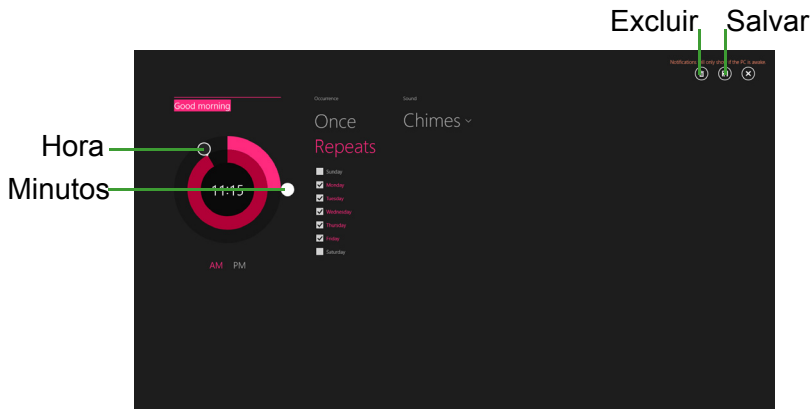 Excluir Salvar
Notifications will only show if the PC is awake.
Good morning
Occurrence
Sound
Once
Chimes
Repeats
Hora
Minutos
11:15
Sunday
Monday
Tuesday
Wednesday
Thursday
Friday
Saturday
AM PM